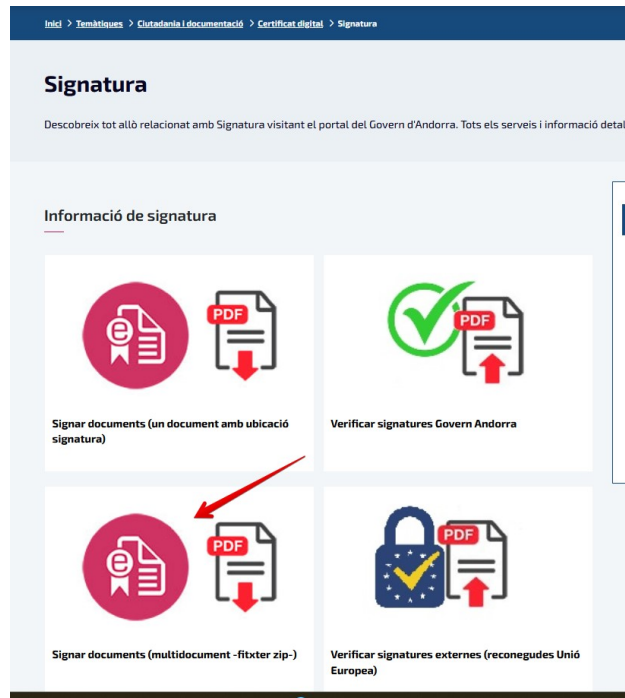 Inici > Temàtiques > Ciutadania i documentació > Certificat digital > Signatura
Signatura
Descobreix tot allò relacionat amb Signatura visitant el portal del Govern d'Andorra. Tots els serveis i informació detal
Informació de signatura
e
PDF
PDF
Signar documents (un document amb ubicació
signatura)
Verificar signatures Govern Andorra
e
PDF
PDF
Signar documents (multidocument -fitxter zip-)
Verificar signatures externes (reconegudes Unió
Europea)